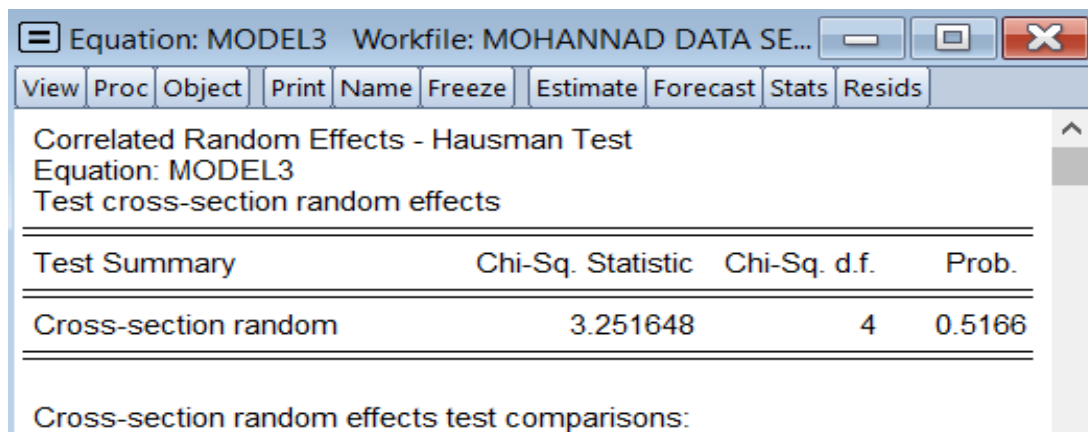 Equation: MODEL3 Workfile: MOHANNAD DATA SE...
View Proc Object Print Name Freeze Estimate Forecast Stats Resids
Correlated Random Effects - Hausman Test
Equation: MODEL3
Test cross-section random effects
Test Summary Chi-Sq. Statistic Chi-Sq. d.f. Prob.
Cross-section random 3.251648 4 0.5166
Cross-section random effects test comparisons: